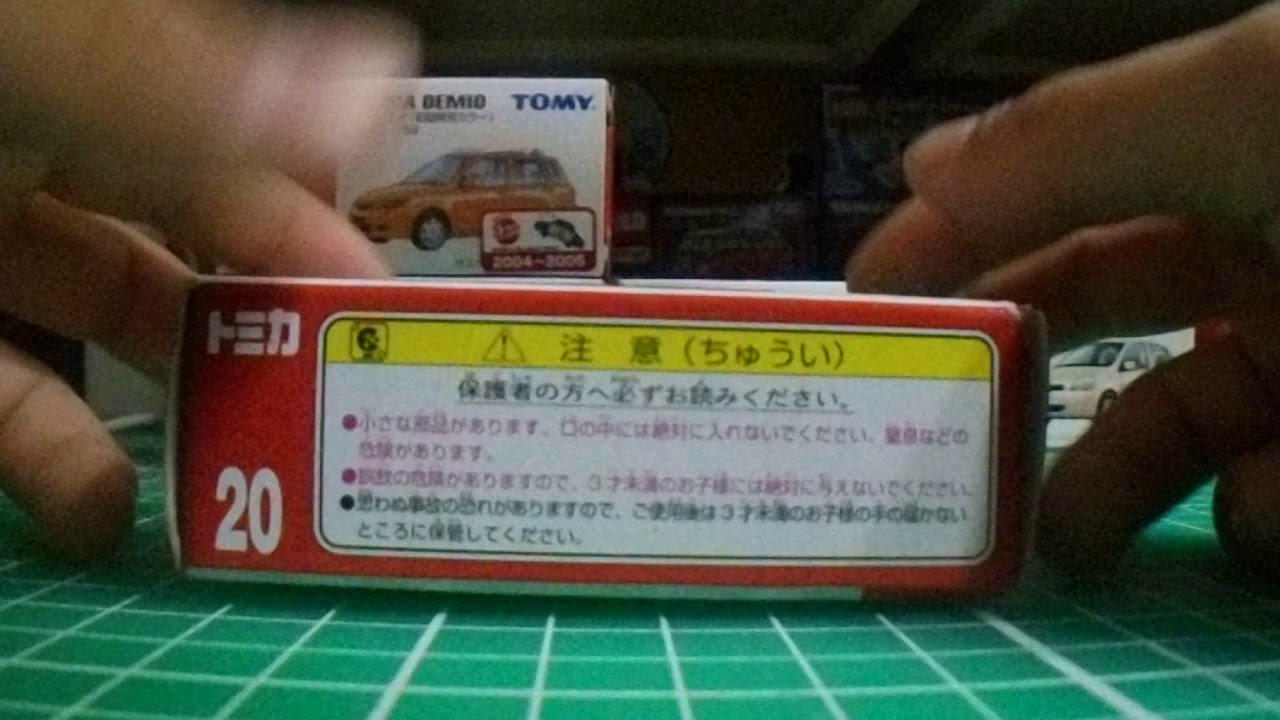 DEMIO TOMY
2004~2005
トミカ
20
注 意 (ちゅうい)
保護者の方へ必ずお読みください。
●小さな部品があります。口の中には絶対に入れないでください。窒息などの
危険があります。
●誤飲の危険がありますので、3才未満のお子様には絶対に与えないでください。
●思わぬ事故の恐れがありますので、ご使用後は3才未満のお子様の手の届かない
ところに保管してください。